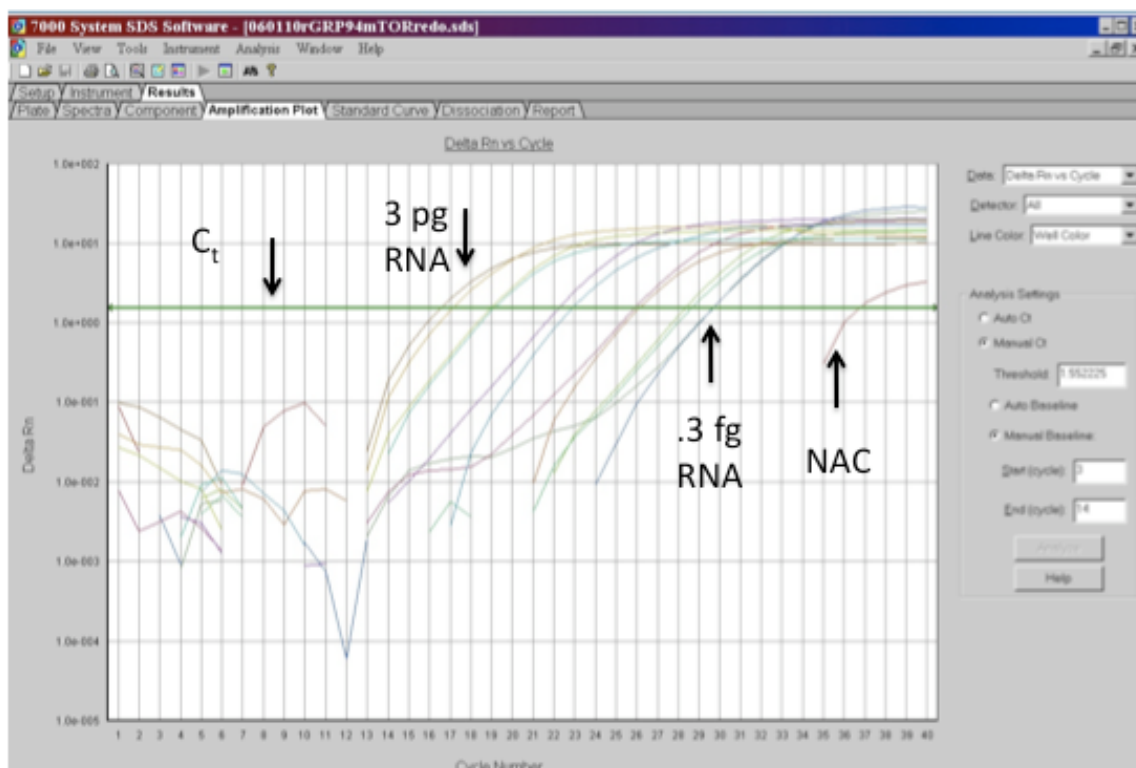 7000 System SDS Software - [060110rGRP94mTORredo.sds]
File View Tools Instrument Analysis Window Help
Setup Instrument Results
Plate Spectra Component Amplification Plot Standard Curve Dissociation Report
Delta Rn vs Cycle
1.0e+002
1.0e+001
1.0e+000
1.0e-001
1.0e-002
1.0e-003
1.0e-004
1.0e-005
Delta Rn
Ct
3 pg
RNA
.3 fg
RNA
NAC
1 2 3 4 5 6 7 8 9 10 11 12 13 14 15 16 17 18 19 20 21 22 23 24 25 26 27 28 29 30 31 32 33 34 35 36 37 38 39 40
Cycle Number
Data: Delta Rn vs Cycle
Detector: All
Line Color: Well Color
Analysis Settings
Auto Ct
Manual Ct
Threshold: 1.552225
Auto Baseline
Manual Baseline:
Start (cycle): 3
End (cycle): 14
Analyze
Help